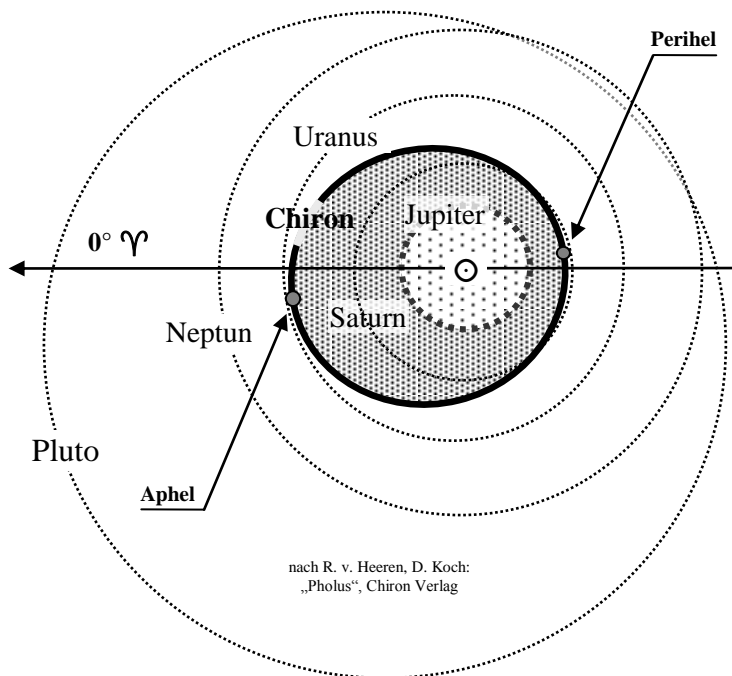 Perihel
Uranus
Chiron
Jupiter
0° ♈
Saturn
Neptun
Pluto
Aphel
nach R. v. Heeren, D. Koch:
„Pholus“, Chiron Verlag